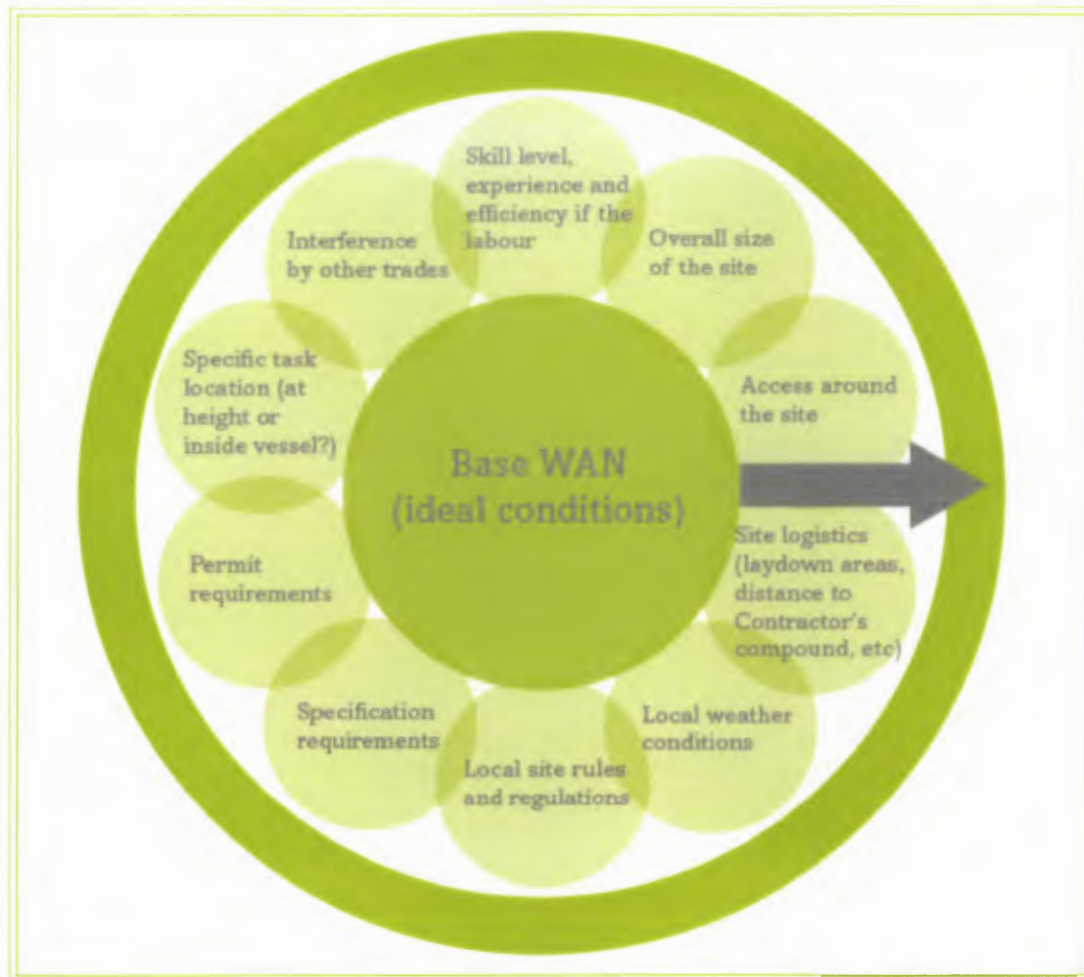 Skill level,
experience and
efficiency if the
labour
Overall size
of the site
Access around
the site
Site logistics
(laydown areas,
distance to
Contractor's
compound, etc)
Local weather
conditions
Local site rules
and regulations
Specification
requirements
Permit
requirements
Specific task
location (at
height or
inside vessel?)
Interference
by other trades
Base WAN
(ideal conditions)